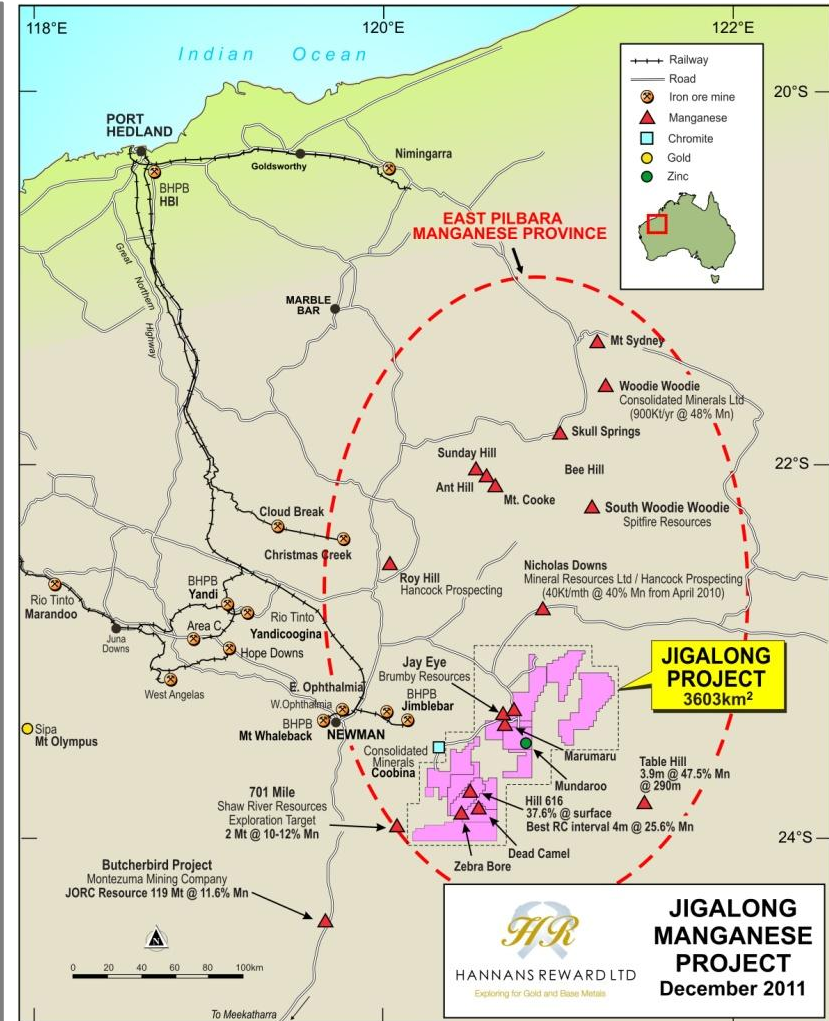 118°E
120°E
122°E
Indian Ocean
20°S
Railway
Road
Iron ore mine
Manganese
Chromite
Gold
Zinc
PORT
HEDLAND
Goldsworthy
Nimingarra
BHPB
HBI
EAST PILBARA
MANGANESE PROVINCE
Great Northern Highway
MARBLE
BAR
Mt Sydney
Woodie Woodie
Consolidated Minerals Ltd
(900Kt/yr @ 48% Mn)
Skull Springs
Sunday Hill
Bee Hill
22°S
Ant Hill
Mt. Cooke
South Woodie Woodie
Spitfire Resources
Cloud Break
Christmas Creek
Roy Hill
Hancock Prospecting
Nicholas Downs
Mineral Resources Ltd / Hancock Prospecting
(40Kt/mth @ 40% Mn from April 2010)
BHPB
Yandi
Rio Tinto
Marandoo
Rio Tinto
Yandicoogina
Area C
Juna
Downs
Hope Downs
West Angelas
Jay Eye
Brumby Resources
JIGALONG
PROJECT
3603km²
E. Ophthalmia
W.Ophthalmia
BHPB
Jimblebar
BHPB
Mt Whaleback
NEWMAN
Sipa
Mt Olympus
Consolidated
Minerals
Coobina
Marumaru
Mundaroo
Table Hill
3.9m @ 47.5% Mn
@ 290m
Hill 616
37.6% @ surface
Best RC interval 4m @ 25.6% Mn
701 Mile
Shaw River Resources
Exploration Target
2 Mt @ 10-12% Mn
Dead Camel
Zebra Bore
24°S
Butcherbird Project
Montezuma Mining Company
JORC Resource 119 Mt @ 11.6% Mn
N
0 20 40 60 80 100km
To Meekatharra
HR
HANNANS REWARD LTD
Exploring for Gold and Base Metals
JIGALONG
MANGANESE
PROJECT
December 2011